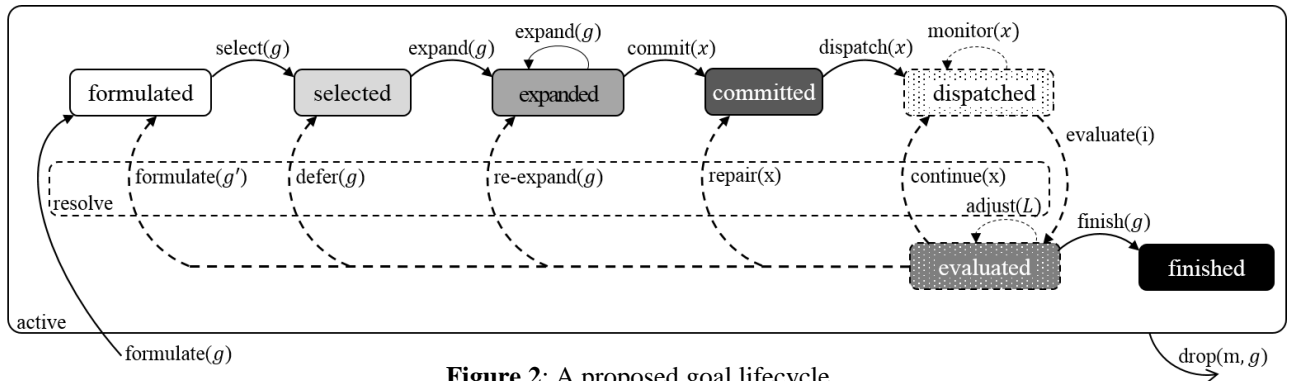 select(g)
expand(g)
expand(g)
commit(x)
dispatch(x)
monitor(x)
formulated
selected
expanded
committed
dispatched
evaluate(i)
formulate(g′)
defer(g)
re-expand(g)
repair(x)
continue(x)
resolve
adjust(L)
finish(g)
evaluated
finished
active
formulate(g)
drop(m, g)
Figure 2: A proposed goal lifecycle